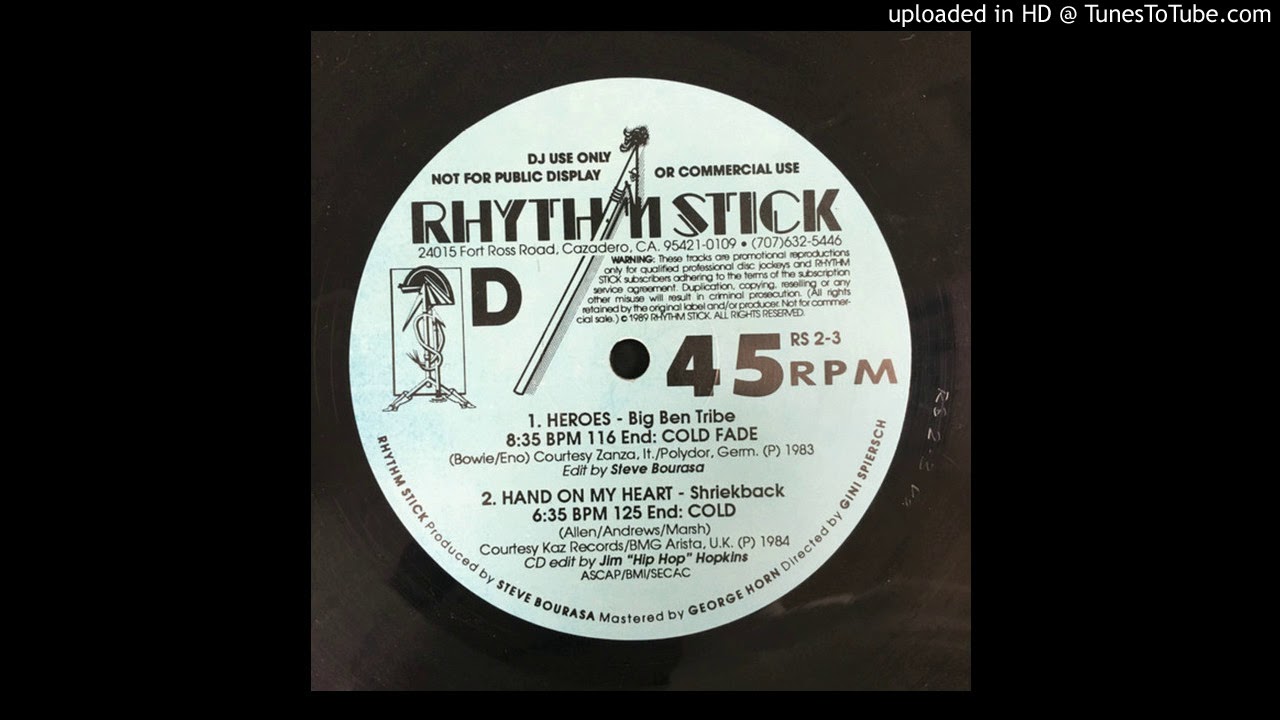 uploaded in HD @ TunesToTube.com
DJ USE ONLY
NOT FOR PUBLIC DISPLAY OR COMMERCIAL USE
RHYTHM STICK
24015 Fort Ross Road, Cazadero, CA. 95421-0109 • (707)632-5446
WARNING: These tracks are promotional reproductions
only for qualified professional disc jockeys and RHYTHM
STICK subscribers adhering to the terms of the subscription
service agreement. Duplication, copying, reselling or any
other misuse will result in criminal prosecution. (All rights
retained by the original label and/or producer. Not for commer-
cial sale.) © 1989 RHYTHM STICK. ALL RIGHTS RESERVED.
D
RS 2-3
45 RPM
1. HEROES - Big Ben Tribe
8:35 BPM 116 End: COLD FADE
(Bowie/Eno) Courtesy Zanza, It./Polydor, Germ. (P) 1983
Edit by Steve Bourasa
2. HAND ON MY HEART - Shriekback
6:35 BPM 125 End: COLD
(Allen/Andrews/Marsh)
Courtesy Kaz Records/BMG Arista, U.K. (P) 1984
CD edit by Jim "Hip Hop" Hopkins
ASCAP/BMI/SECAC
RHYTHM STICK Produced by STEVE BOURASA Mastered by GEORGE HORN Directed by GINI SPIERSCH
RS 2-3